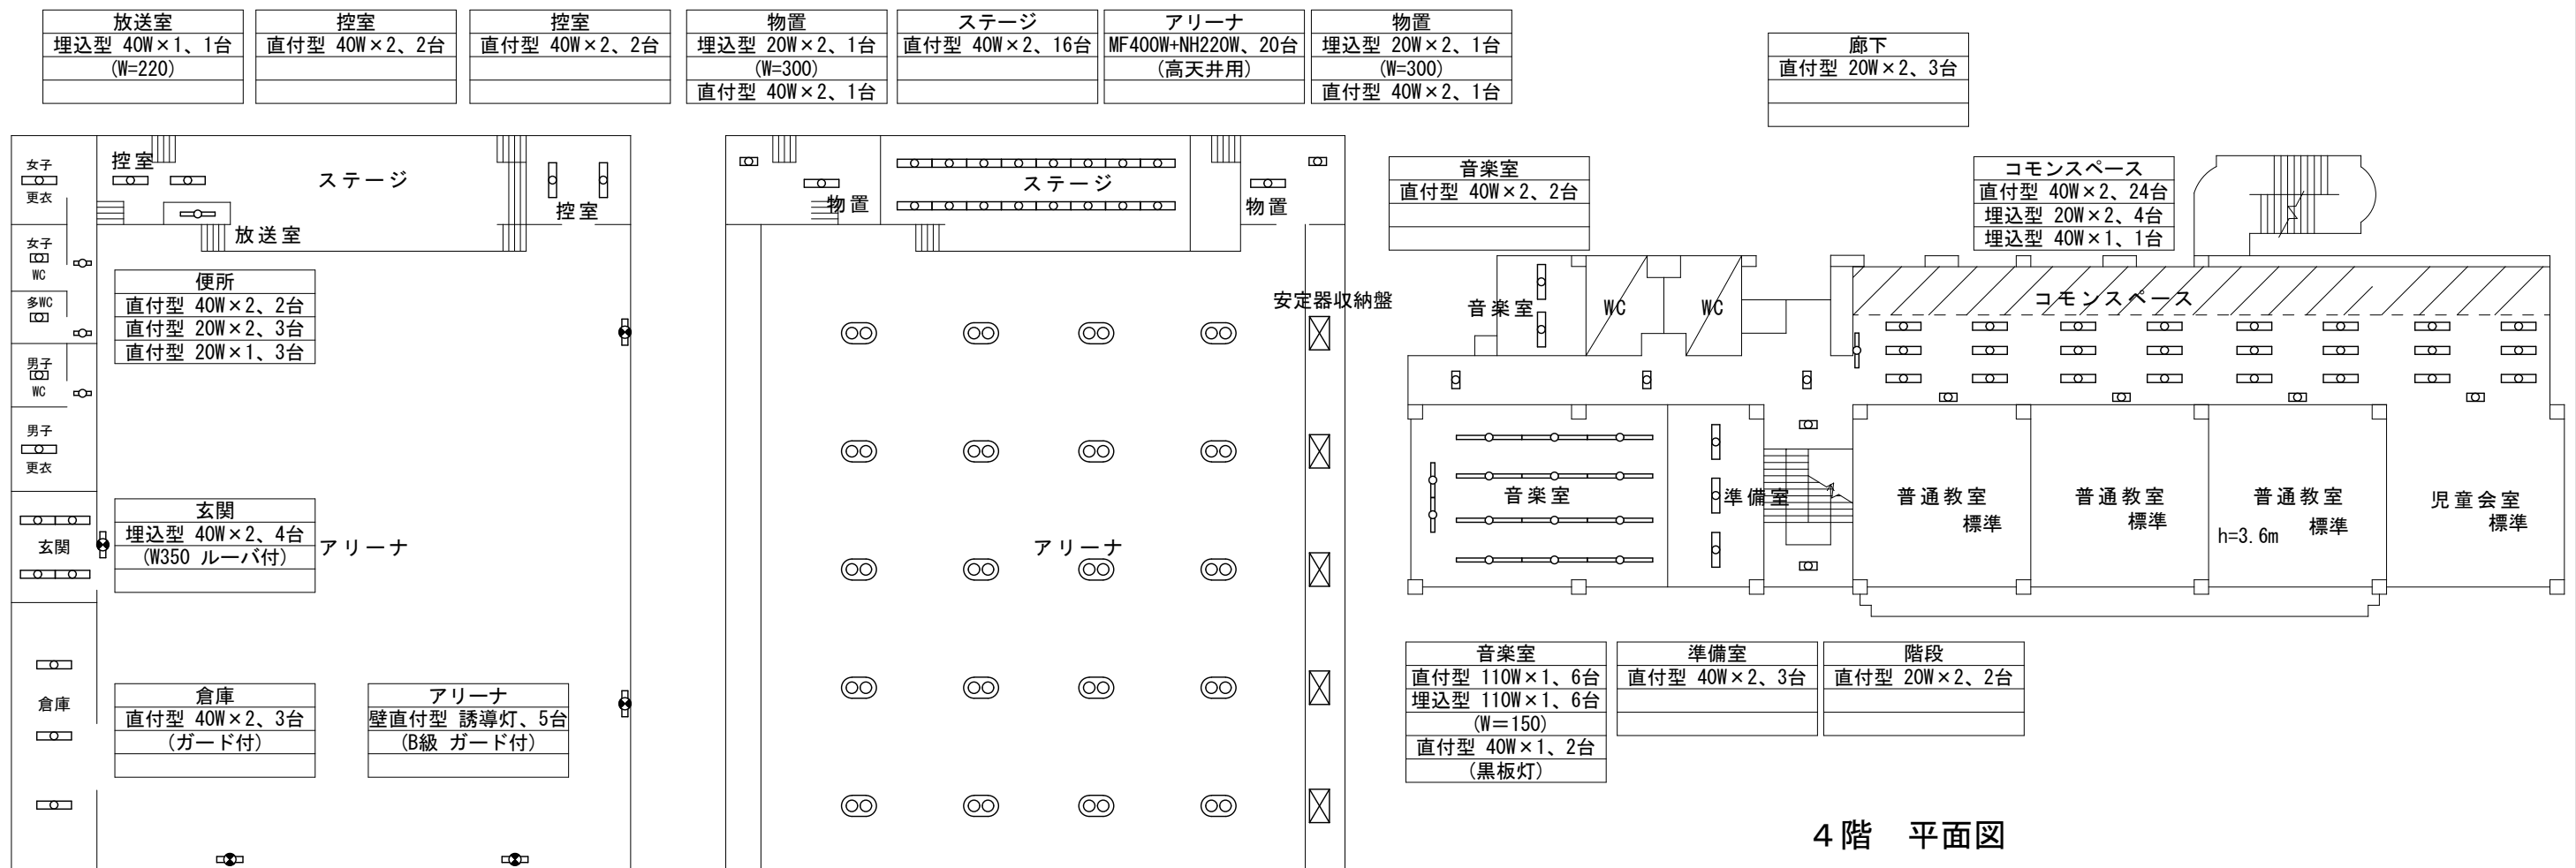 放送室
埋込型 40W×1、1台
(W=220)
控室
直付型 40W×2、2台
控室
直付型 40W×2、2台
物置
埋込型 20W×2、1台
(W=300)
直付型 40W×2、1台
ステージ
直付型 40W×2、16台
アリーナ
MF400W+NH220W、20台
(高天井用)
物置
埋込型 20W×2、1台
(W=300)
直付型 40W×2、1台
廊下
直付型 20W×2、3台
女子
更衣
控室
ステージ
控室
放送室
女子
WC
多WC
男子
WC
男子
更衣
便所
直付型 40W×2、2台
直付型 20W×2、3台
直付型 20W×1、3台
玄関
玄関
埋込型 40W×2、4台
(W350 ルーバ付)
アリーナ
倉庫
倉庫
直付型 40W×2、3台
(ガード付)
アリーナ
壁直付型 誘導灯、5台
(B級 ガード付)
物置
ステージ
物置
安定器収納盤
アリーナ
音楽室
直付型 40W×2、2台
コモンスペース
直付型 40W×2、24台
埋込型 20W×2、4台
埋込型 40W×1、1台
音楽室
WC
WC
コモンスペース
音楽室
準備室
普通教室
標準
普通教室
標準
普通教室
標準
h=3.6m
児童会室
標準
音楽室
直付型 110W×1、6台
埋込型 110W×1、6台
(W=150)
直付型 40W×1、2台
(黒板灯)
準備室
直付型 40W×2、3台
階段
直付型 20W×2、2台
4階 平面図